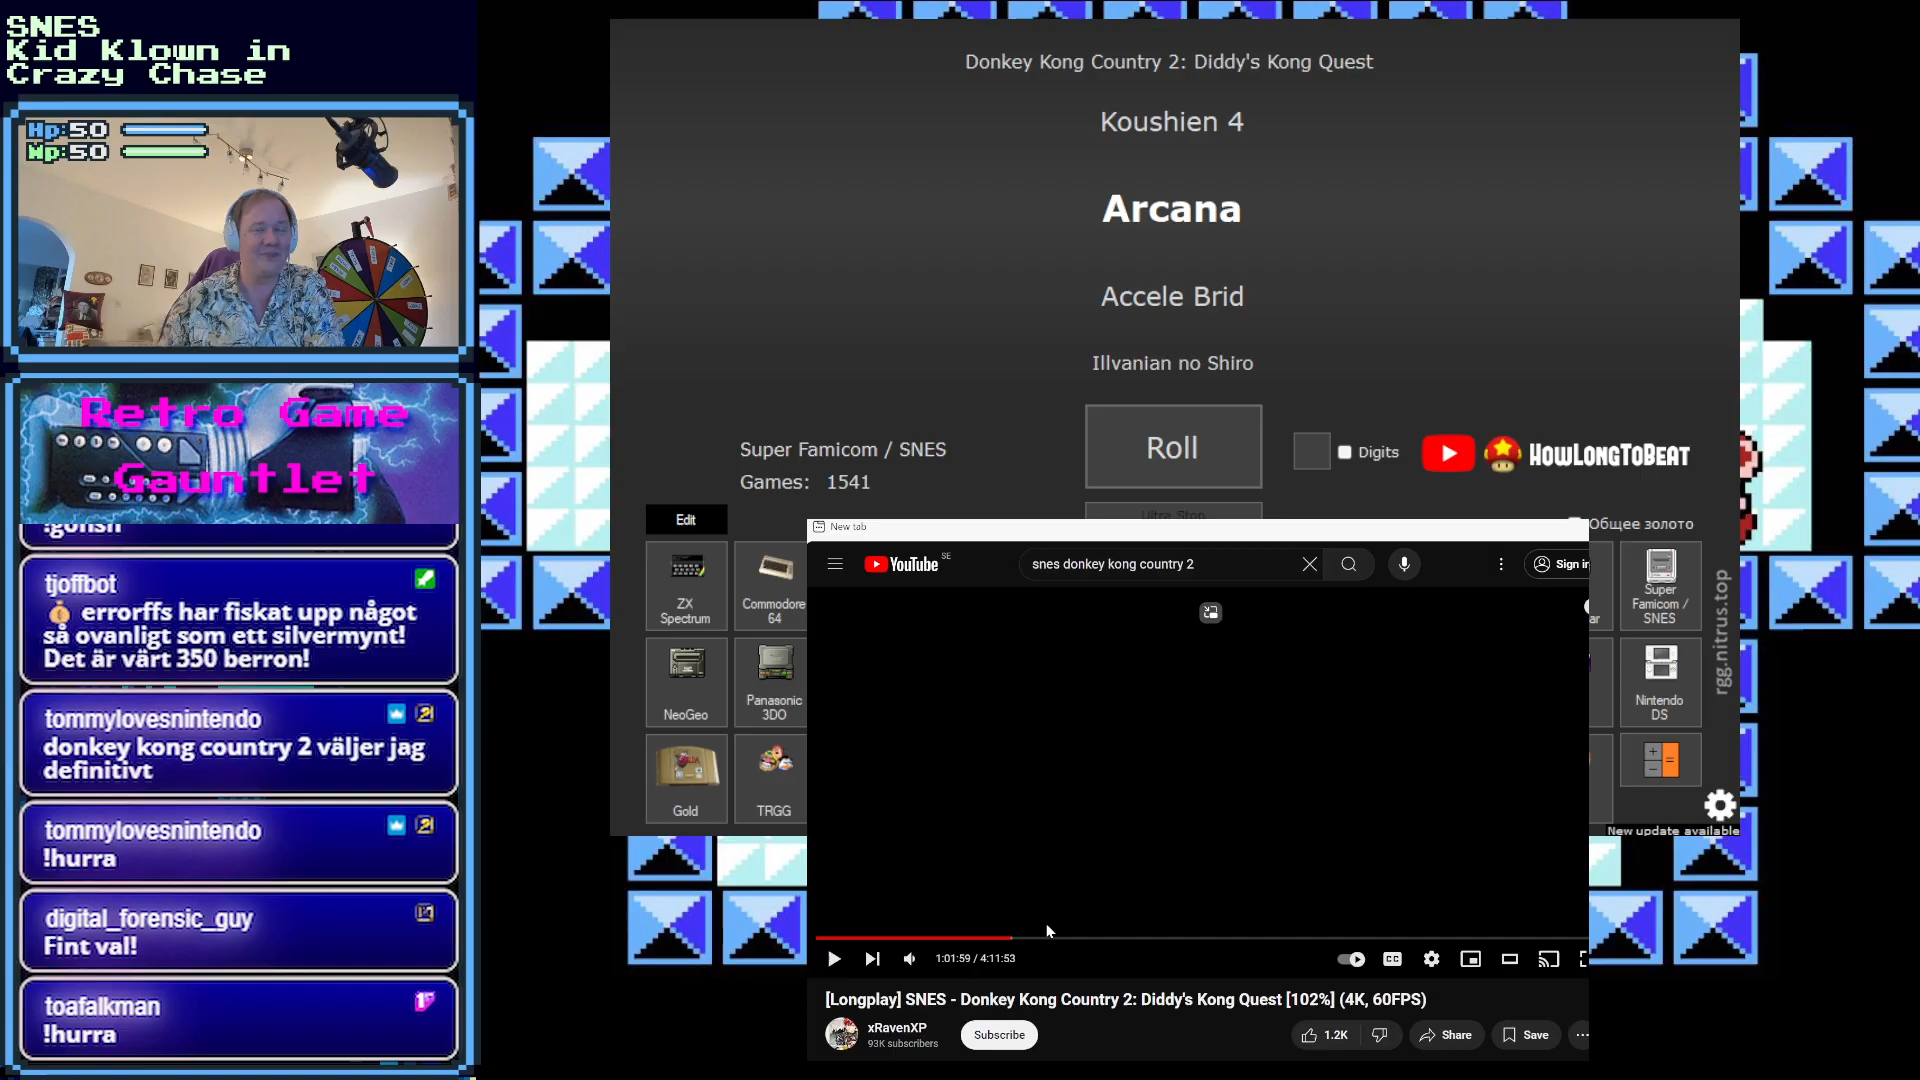 SNES
Kid Klown in
Crazy Chase
Hp:50
Mp:50
Retro Game
Gauntlet
tjoffbot
errorffs har fiskat upp något
så ovanligt som ett silvermynt!
Det är värt 350 berron!
tommylovesnintendo
donkey kong country 2 väljer jag
definitivt
tommylovesnintendo
!hurra
digital_forensic_guy
Fint val!
toafalkman
!hurra
Donkey Kong Country 2: Diddy's Kong Quest
Koushien 4
Arcana
Accele Brid
Illvanian no Shiro
Super Famicom / SNES
Games: 1541
Roll
Digits
HowLongToBeat
Edit
Общее золото
ZX
Spectrum
Commodore
64
Super
Famicom /
SNES
NeoGeo
Panasonic
3DO
Nintendo
DS
Gold
TRGG
rgg.nitrus.top
New update available
New tab
YouTube SE
snes donkey kong country 2
Sign in
1:01:59 / 4:11:53
CC
[Longplay] SNES - Donkey Kong Country 2: Diddy's Kong Quest [102%] (4K, 60FPS)
xRavenXP
93K subscribers
Subscribe
1.2K
Share
Save